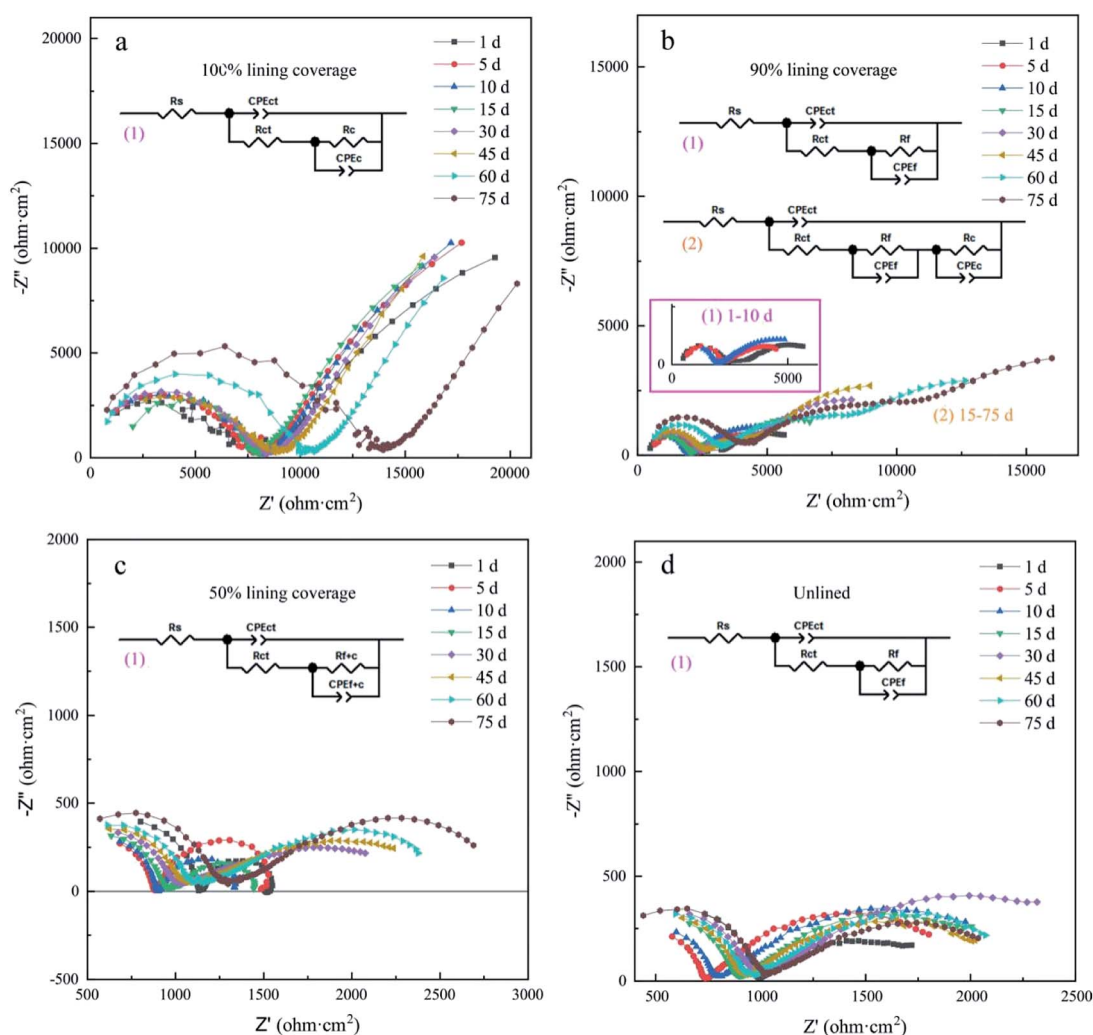 a
100% lining coverage
Rs
CPEct
(1)
Rct
Rc
CPEc
1 d
5 d
10 d
15 d
30 d
45 d
60 d
75 d
20000
15000
10000
5000
0
-Z" (ohm·cm²)
0
5000
10000
15000
20000
Z' (ohm·cm²)
b
90% lining coverage
Rs
CPEct
(1)
Rct
Rf
CPEf
Rs
CPEct
(2)
Rct
Rf
Rc
CPEf
CPEc
(1) 1-10 d
0
0
5000
(2) 15-75 d
1 d
5 d
10 d
15 d
30 d
45 d
60 d
75 d
15000
10000
5000
0
-Z" (ohm·cm²)
0
5000
10000
15000
Z' (ohm·cm²)
c
50% lining coverage
Rs
CPEct
(1)
Rct
Rf+c
CPEf+c
1 d
5 d
10 d
15 d
30 d
45 d
60 d
75 d
2000
1500
1000
500
0
-500
-Z" (ohm·cm²)
500
1000
1500
2000
2500
3000
Z' (ohm·cm²)
d
Unlined
Rs
CPEct
(1)
Rct
Rf
CPEf
1 d
5 d
10 d
15 d
30 d
45 d
60 d
75 d
2000
1500
1000
500
0
-Z" (ohm·cm²)
500
1000
1500
2000
2500
Z' (ohm·cm²)